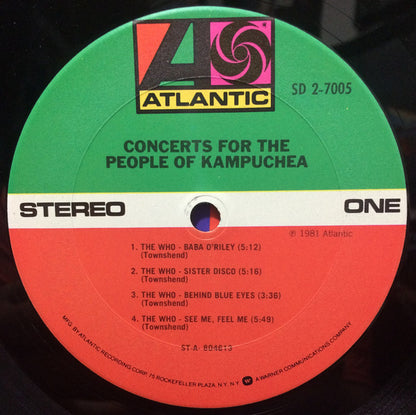 ATLANTIC
SD 2-7005
CONCERTS FOR THE
PEOPLE OF KAMPUCHEA
STEREO
ONE
℗ 1981 Atlantic
1. THE WHO - BABA O'RILEY (5:12)
(Townshend)
2. THE WHO - SISTER DISCO (5:16)
(Townshend)
3. THE WHO - BEHIND BLUE EYES (3:36)
(Townshend)
4. THE WHO - SEE ME, FEEL ME (5:49)
(Townshend)
ST-A- 804613
MFG. BY ATLANTIC RECORDING CORP. 75 ROCKEFELLER PLAZA, N.Y. N.Y. A WARNER COMMUNICATIONS COMPANY